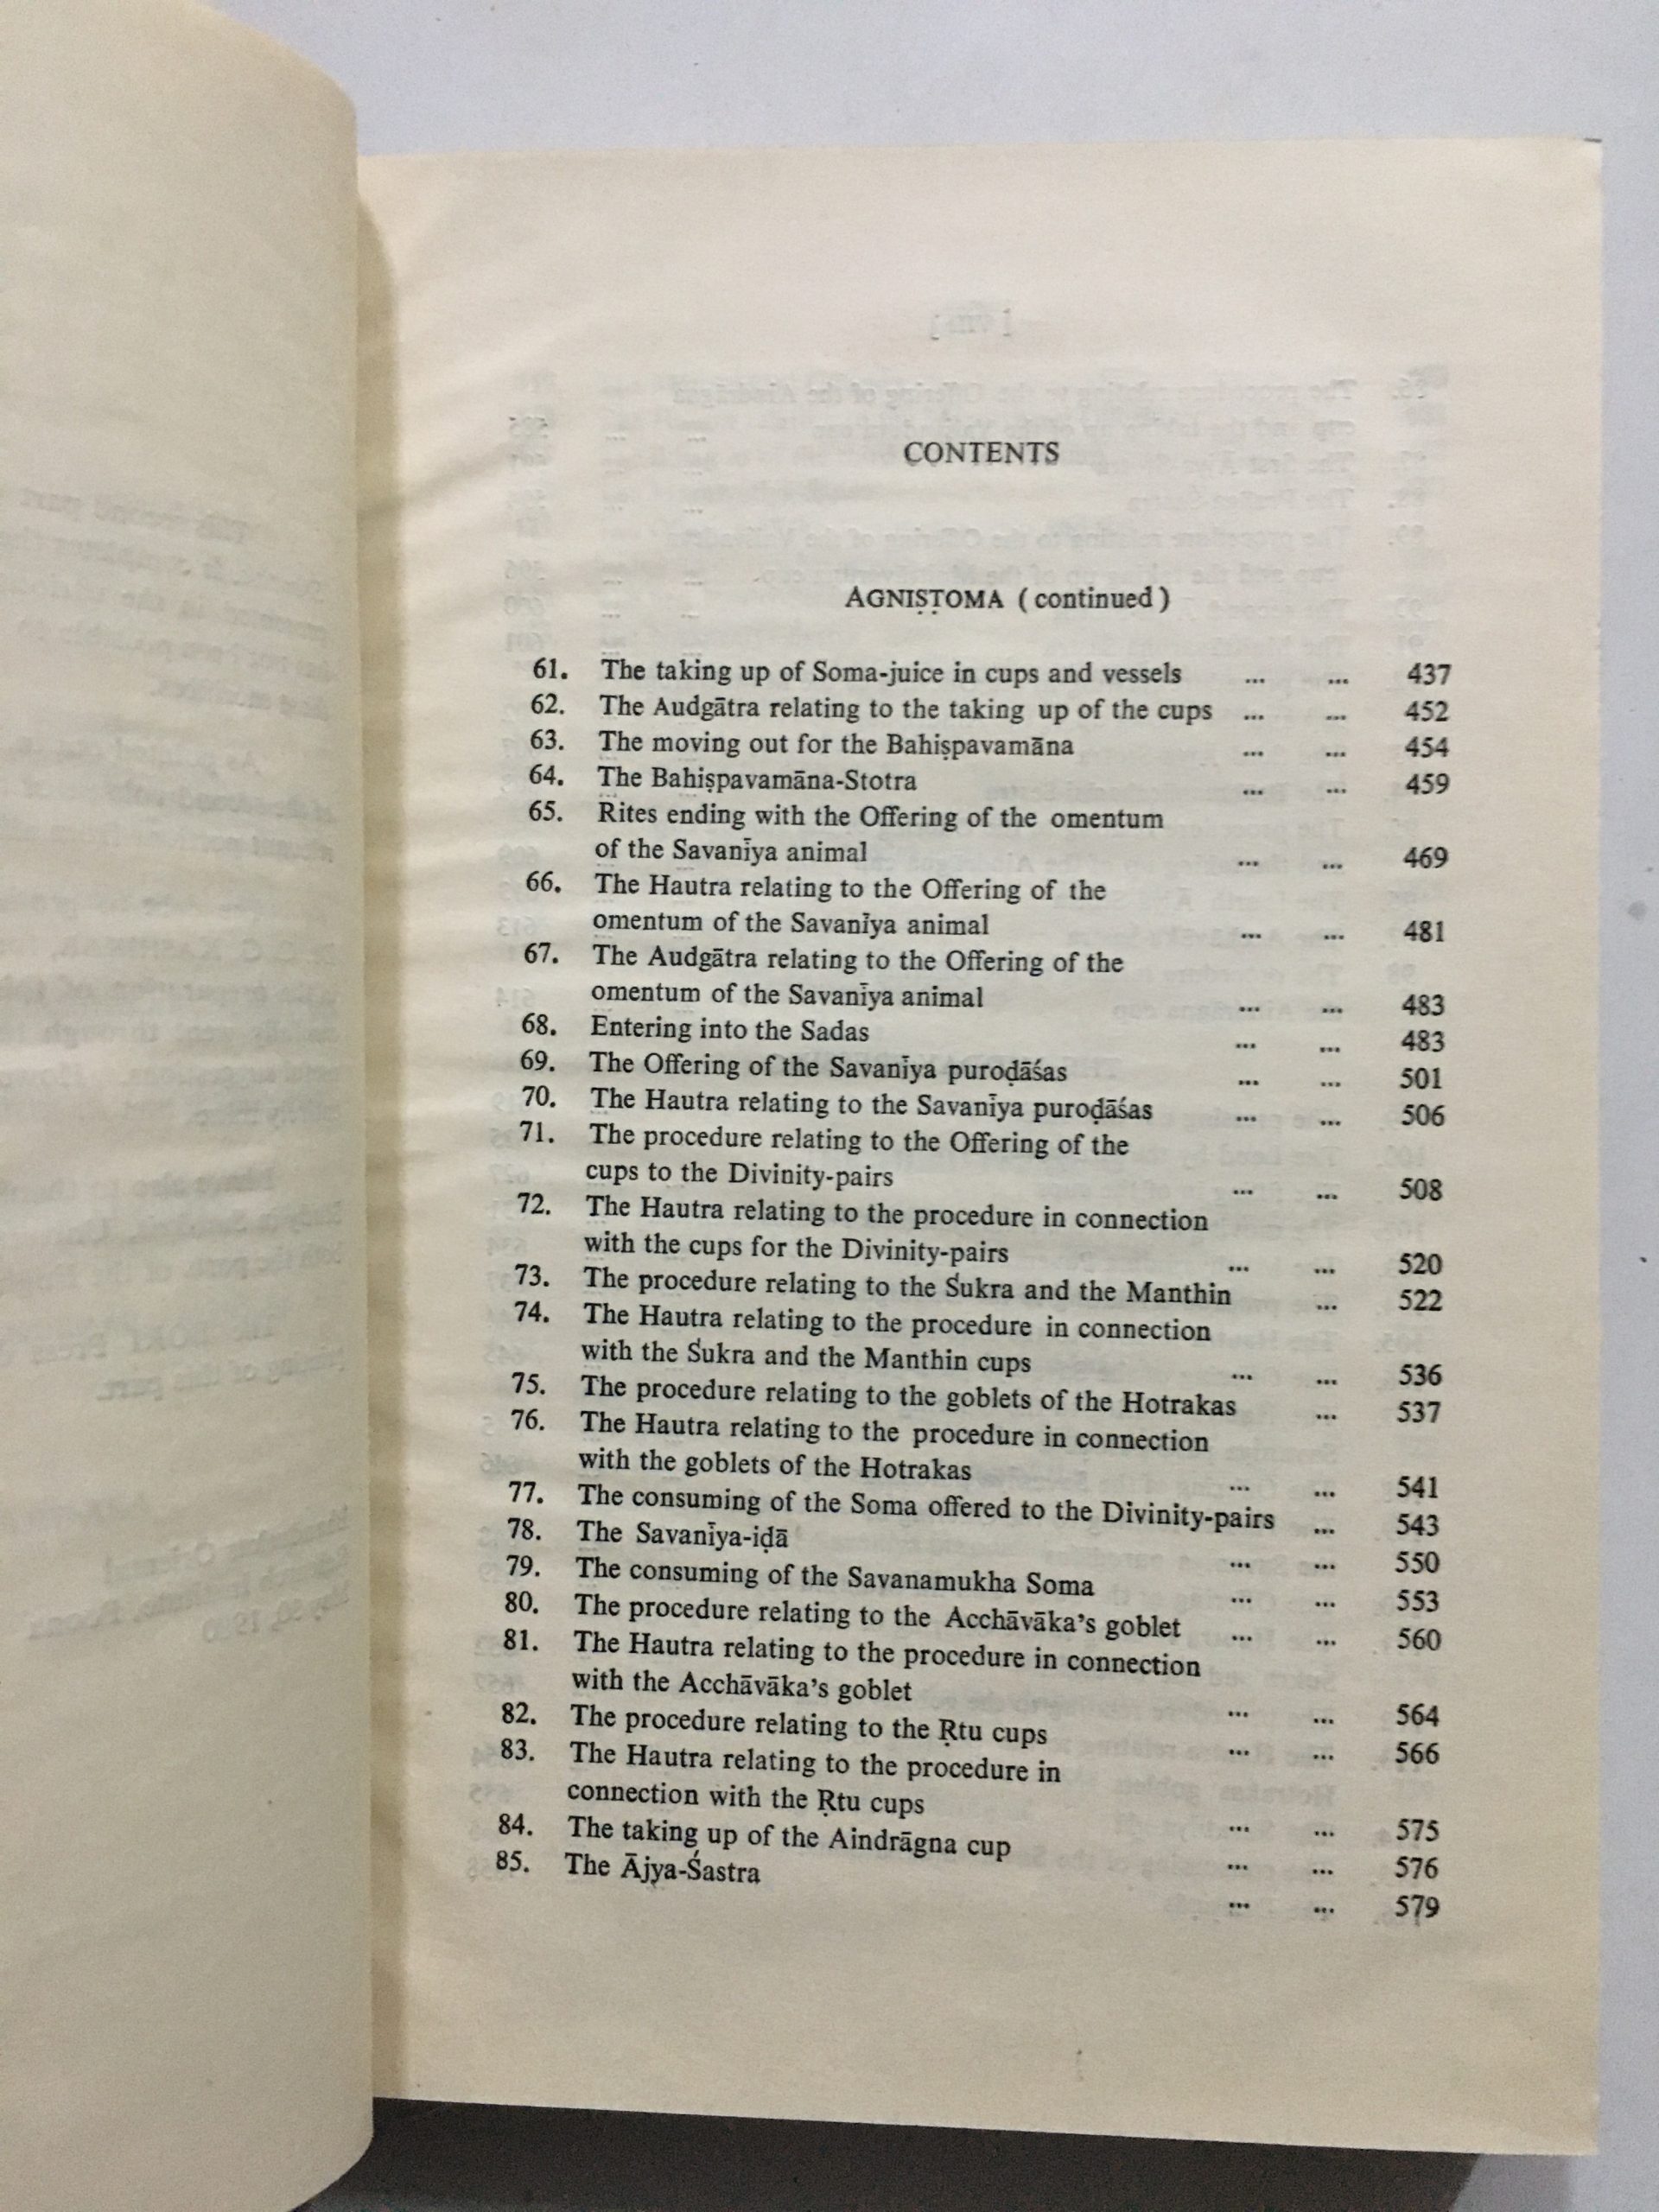 CONTENTS
AGNIṢṬOMA ( continued )
61. The taking up of Soma-juice in cups and vessels ... ... 437
62. The Audgātra relating to the taking up of the cups ... ... 452
63. The moving out for the Bahiṣpavamāna ... ... 454
64. The Bahiṣpavamāna-Stotra ... ... 459
65. Rites ending with the Offering of the omentum
of the Savanīya animal ... ... 469
66. The Hautra relating to the Offering of the
omentum of the Savanīya animal ... ... 481
67. The Audgātra relating to the Offering of the
omentum of the Savanīya animal ... ... 483
68. Entering into the Sadas ... ... 483
69. The Offering of the Savanīya puroḍāśas ... ... 501
70. The Hautra relating to the Savanīya puroḍāśas ... ... 506
71. The procedure relating to the Offering of the
cups to the Divinity-pairs ... ... 508
72. The Hautra relating to the procedure in connection
with the cups for the Divinity-pairs ... ... 520
73. The procedure relating to the Śukra and the Manthin ... 522
74. The Hautra relating to the procedure in connection
with the Śukra and the Manthin cups ... ... 536
75. The procedure relating to the goblets of the Hotrakas ... 537
76. The Hautra relating to the procedure in connection
with the goblets of the Hotrakas ... ... 541
77. The consuming of the Soma offered to the Divinity-pairs ... 543
78. The Savanīya-iḍā ... ... 550
79. The consuming of the Savanamukha Soma ... ... 553
80. The procedure relating to the Acchāvāka's goblet ... ... 560
81. The Hautra relating to the procedure in connection
with the Acchāvāka's goblet ... ... 564
82. The procedure relating to the Ṛtu cups ... ... 566
83. The Hautra relating to the procedure in
connection with the Ṛtu cups ... ... 575
84. The taking up of the Aindrāgna cup ... ... 576
85. The Ājya-Śastra ... ... 579